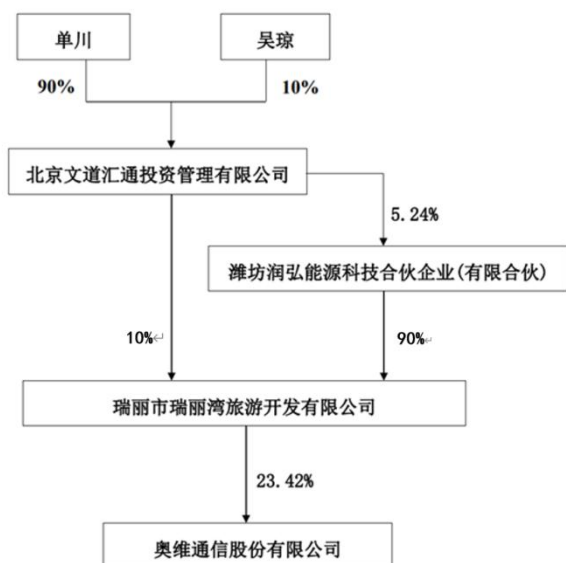 单川
吴琼
90%
10%
北京文道汇通投资管理有限公司
5.24%
潍坊润弘能源科技合伙企业(有限合伙)
10%↵
90%↵
瑞丽市瑞丽湾旅游开发有限公司
23.42%
奥维通信股份有限公司